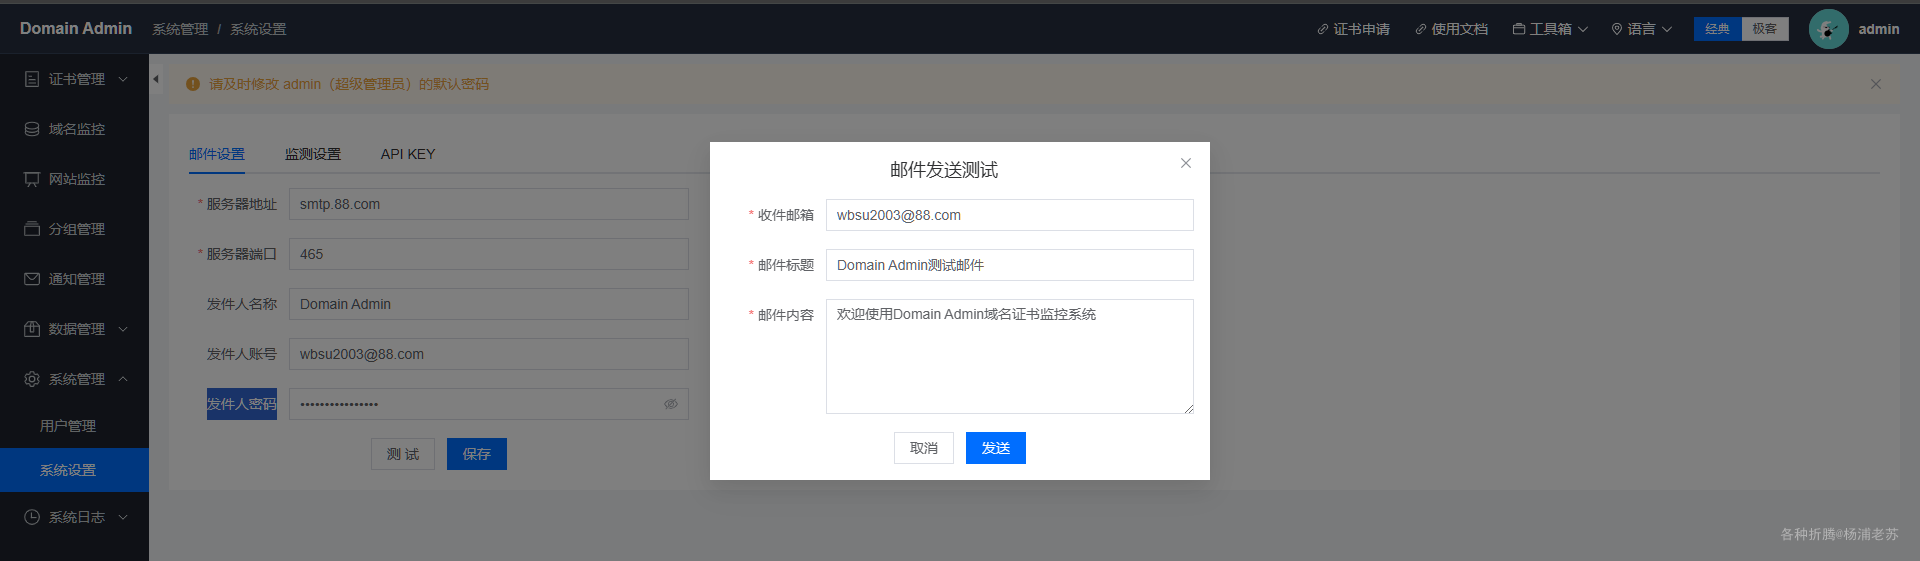 Domain Admin 系统管理 / 系统设置 证书申请 使用文档 工具箱 语言 经典 极客 admin
证书管理
域名监控
网站监控
分组管理
通知管理
数据管理
系统管理
用户管理
系统设置
系统日志
请及时修改 admin（超级管理员）的默认密码
邮件设置 监测设置 API KEY
* 服务器地址 smtp.88.com
* 服务器端口 465
发件人名称 Domain Admin
发件人账号 wbsu2003@88.com
发件人密码 ••••••••••••••••
测 试 保存
邮件发送测试
* 收件邮箱 wbsu2003@88.com
* 邮件标题 Domain Admin测试邮件
* 邮件内容 欢迎使用Domain Admin域名证书监控系统
取消 发送
各种折腾@杨浦老苏